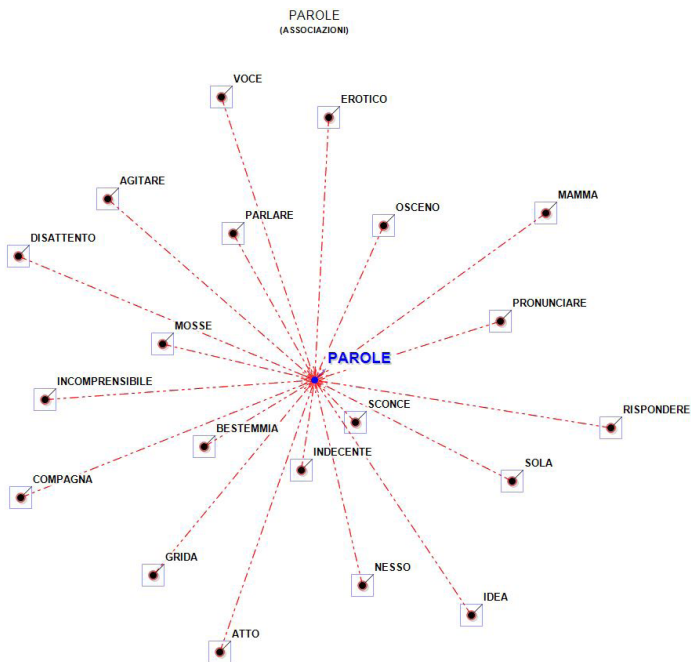 PAROLE
(ASSOCIAZIONI)
VOCE
EROTICO
AGITARE
MAMMA
OSCENO
PARLARE
DISATTENTO
PRONUNCIARE
MOSSE
PAROLE
INCOMPRENSIBILE
SCONCE
RISPONDERE
BESTEMMIA
INDECENTE
SOLA
COMPAGNA
GRIDA
NESSO
IDEA
ATTO